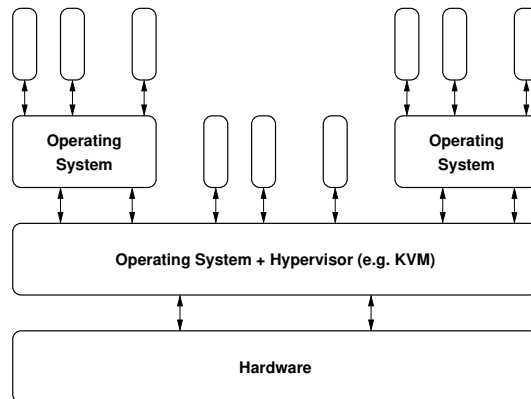 Operating
System
Operating
System
Operating System + Hypervisor (e.g. KVM)
Hardware